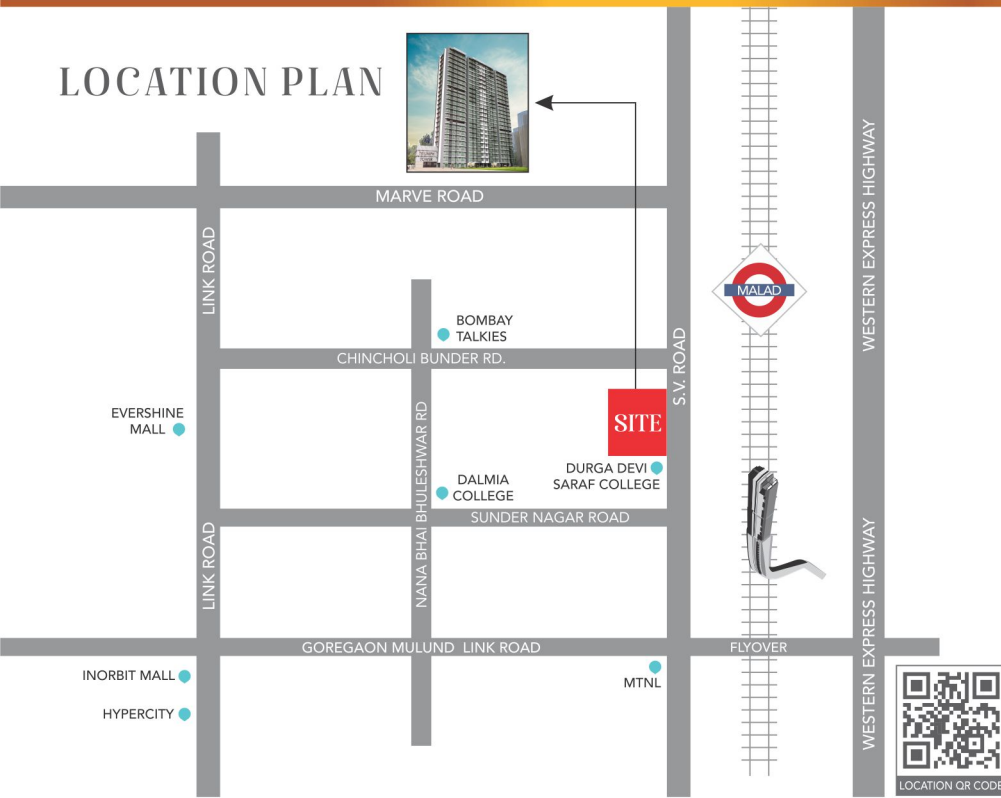 LOCATION PLAN
MARVE ROAD
LINK ROAD
WESTERN EXPRESS HIGHWAY
MALAD
BOMBAY
TALKIES
CHINCHOLI BUNDER RD.
S.V. ROAD
EVERSHINE
MALL
NANA BHAI BHULESHWAR RD
SITE
DURGA DEVI
SARAF COLLEGE
DALMIA
COLLEGE
SUNDER NAGAR ROAD
LINK ROAD
WESTERN EXPRESS HIGHWAY
GOREGAON MULUND LINK ROAD
FLYOVER
INORBIT MALL
MTNL
HYPERCITY
LOCATION QR CODE